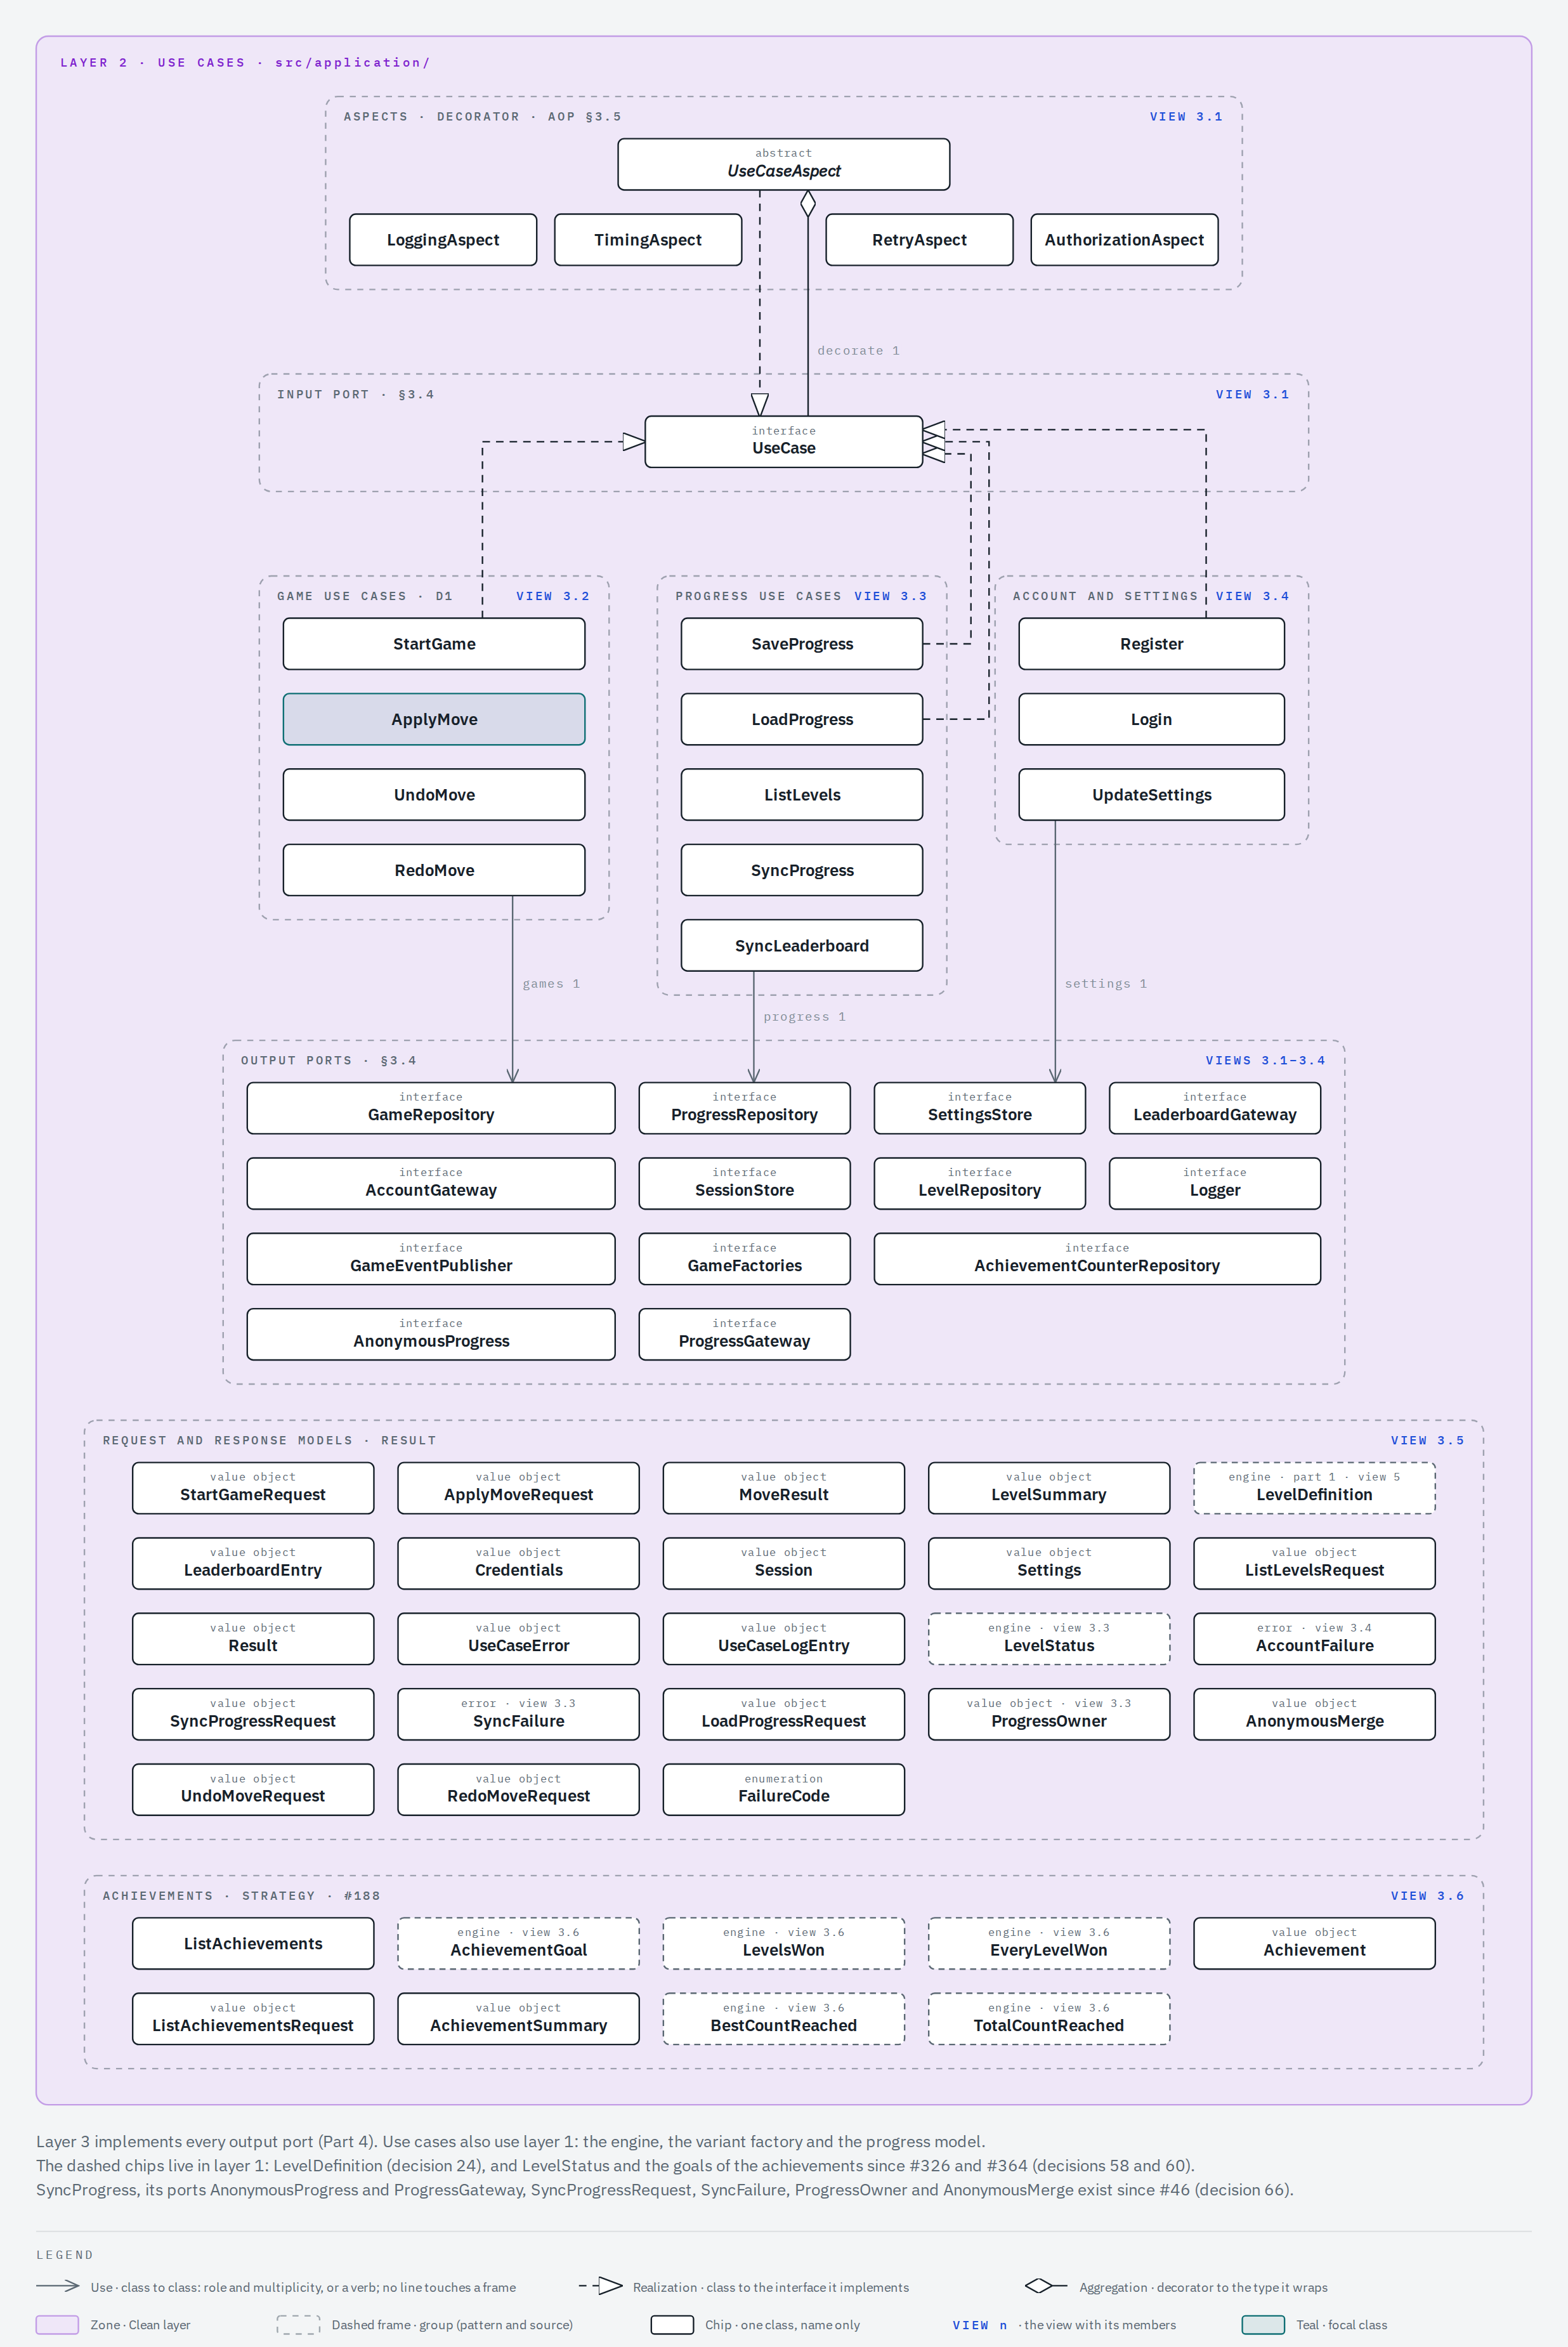 LAYER 2 · USE CASES · src/application/
ASPECTS · DECORATOR · AOP §3.5
VIEW 3.1
abstract
UseCaseAspect
LoggingAspect
TimingAspect
RetryAspect
AuthorizationAspect
decorate 1
INPUT PORT · §3.4
VIEW 3.1
interface
UseCase
GAME USE CASES · D1
VIEW 3.2
StartGame
ApplyMove
UndoMove
RedoMove
PROGRESS USE CASES
VIEW 3.3
SaveProgress
LoadProgress
ListLevels
SyncProgress
SyncLeaderboard
ACCOUNT AND SETTINGS
VIEW 3.4
Register
Login
UpdateSettings
games 1
progress 1
settings 1
OUTPUT PORTS · §3.4
VIEWS 3.1–3.4
interface
GameRepository
interface
ProgressRepository
interface
SettingsStore
interface
LeaderboardGateway
interface
AccountGateway
interface
SessionStore
interface
LevelRepository
interface
Logger
interface
GameEventPublisher
interface
GameFactories
interface
AchievementCounterRepository
interface
AnonymousProgress
interface
ProgressGateway
REQUEST AND RESPONSE MODELS · RESULT
VIEW 3.5
value object
StartGameRequest
value object
ApplyMoveRequest
value object
MoveResult
value object
LevelSummary
engine · part 1 · view 5
LevelDefinition
value object
LeaderboardEntry
value object
Credentials
value object
Session
value object
Settings
value object
ListLevelsRequest
value object
Result
value object
UseCaseError
value object
UseCaseLogEntry
engine · view 3.3
LevelStatus
error · view 3.4
AccountFailure
value object
SyncProgressRequest
error · view 3.3
SyncFailure
value object
LoadProgressRequest
value object · view 3.3
ProgressOwner
value object
AnonymousMerge
value object
UndoMoveRequest
value object
RedoMoveRequest
enumeration
FailureCode
ACHIEVEMENTS · STRATEGY · #188
VIEW 3.6
ListAchievements
engine · view 3.6
AchievementGoal
engine · view 3.6
LevelsWon
engine · view 3.6
EveryLevelWon
value object
Achievement
value object
ListAchievementsRequest
value object
AchievementSummary
engine · view 3.6
BestCountReached
engine · view 3.6
TotalCountReached
Layer 3 implements every output port (Part 4). Use cases also use layer 1: the engine, the variant factory and the progress model.
The dashed chips live in layer 1: LevelDefinition (decision 24), and LevelStatus and the goals of the achievements since #326 and #364 (decisions 58 and 60).
SyncProgress, its ports AnonymousProgress and ProgressGateway, SyncProgressRequest, SyncFailure, ProgressOwner and AnonymousMerge exist since #46 (decision 66).
LEGEND
Use · class to class: role and multiplicity, or a verb; no line touches a frame
Realization · class to the interface it implements
Aggregation · decorator to the type it wraps
Zone · Clean layer
Dashed frame · group (pattern and source)
Chip · one class, name only
VIEW n · the view with its members
Teal · focal class